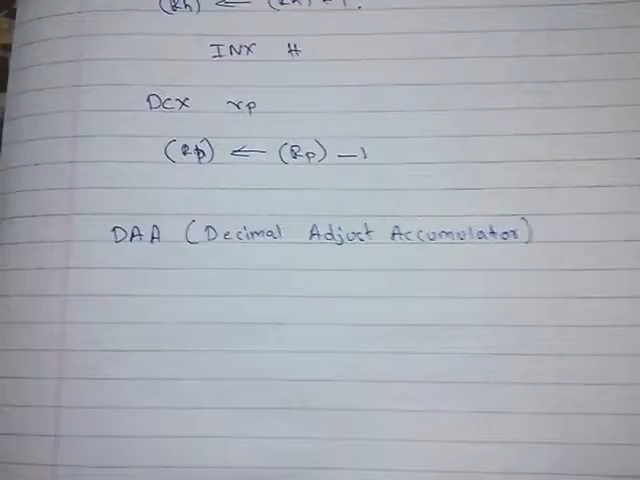 INX H
DCX rp
(Rp) ← (Rp) – 1
DAA (Decimal Adjust Accumulator)